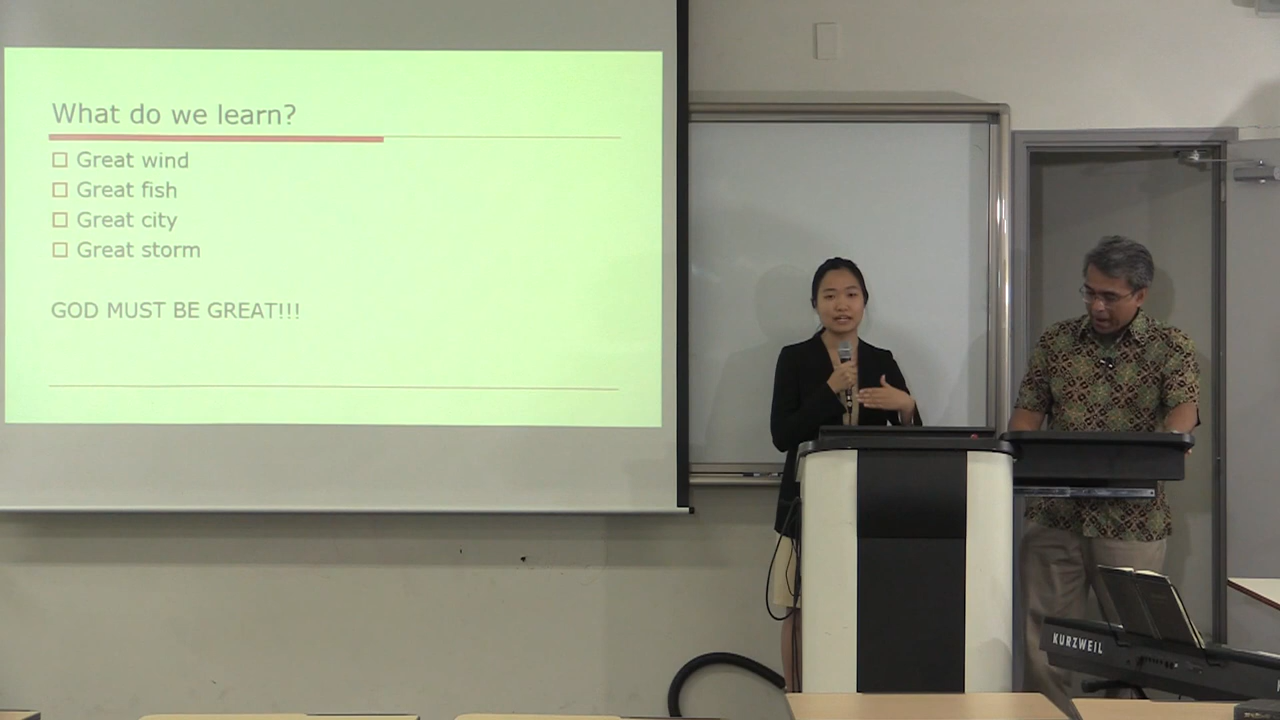 What do we learn?
Great wind
Great fish
Great city
Great storm
GOD MUST BE GREAT!!!
KURZWEIL